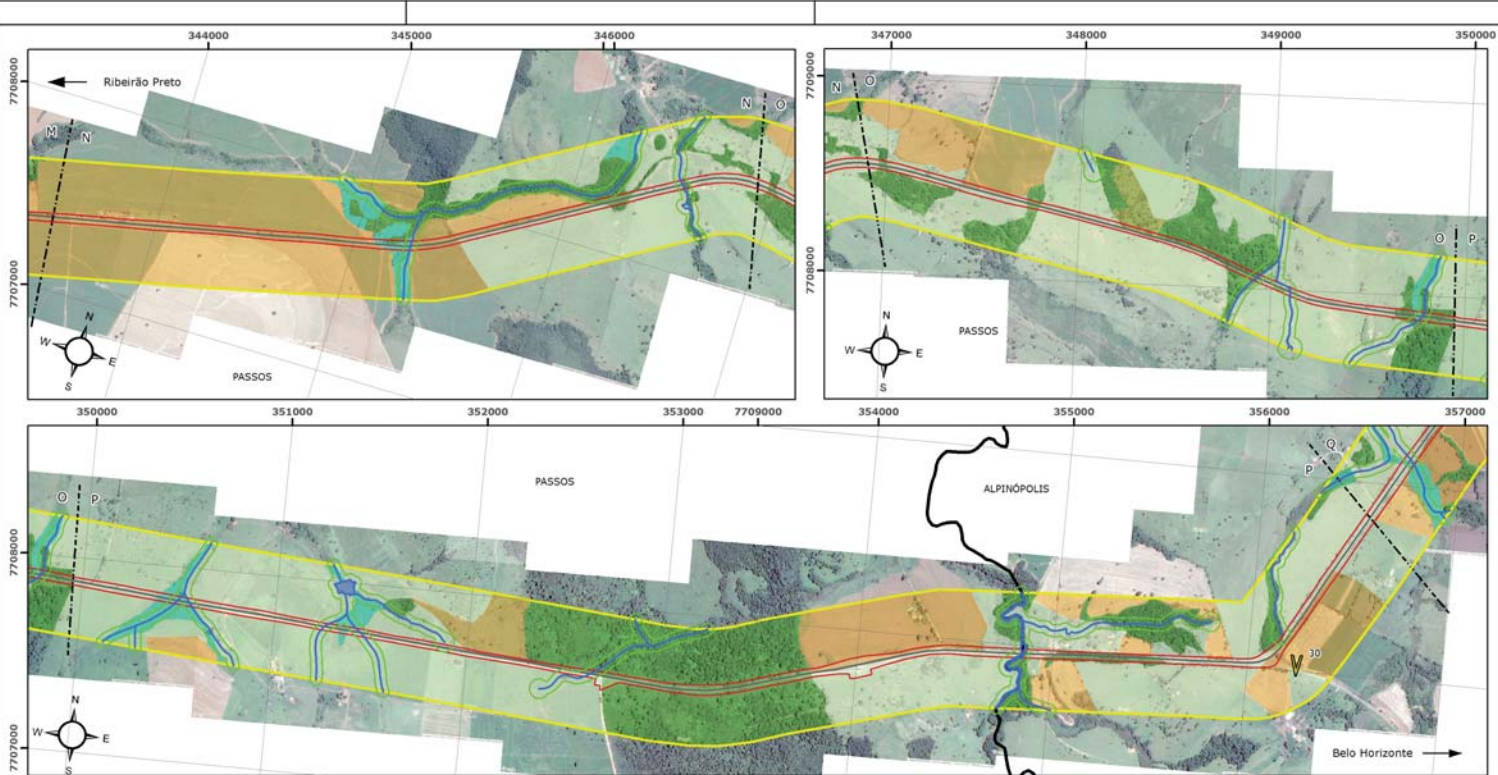 344000 345000 346000
7708000
7707000
Ribeirão Preto
M N
N O
N
W E
S
PASSOS
347000 348000 349000 350000
7709000
7708000
N O
O P
N
W E
S
PASSOS
350000 351000 352000 353000 7709000 354000 355000 356000 357000
7708000
7707000
O P
PASSOS
ALPINÓPOLIS
P Q
30
N
W E
S
Belo Horizonte